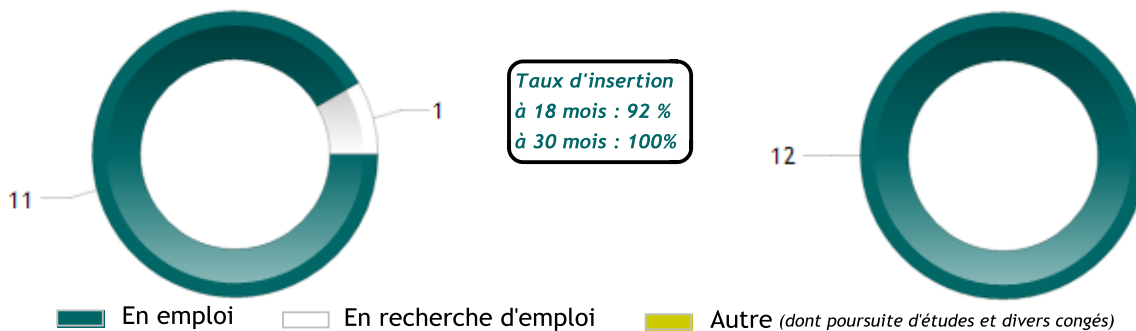 Taux d'insertion
à 18 mois : 92 %
à 30 mois : 100%
1
12
11
En emploi
En recherche d'emploi
Autre (dont poursuite d'études et divers congés)